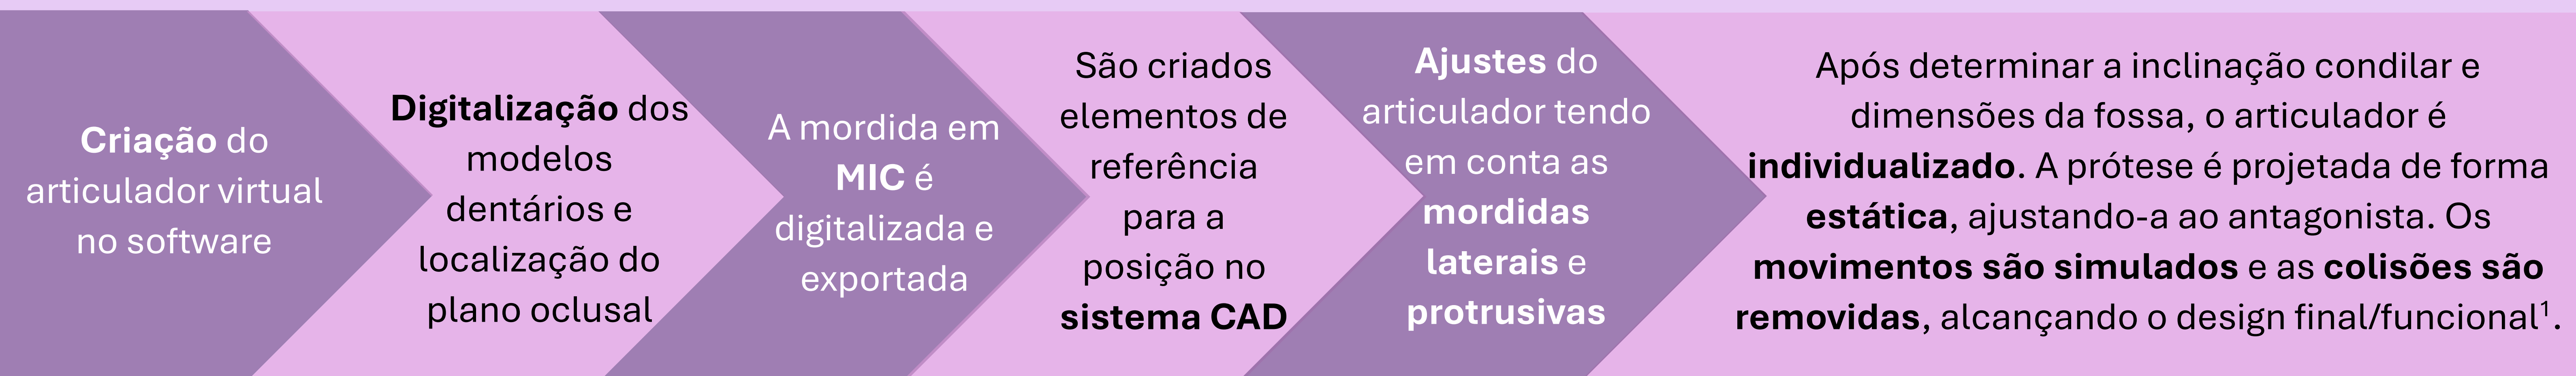 Criação do
articulador virtual
no software
Digitalização dos
modelos
dentários e
localização do
plano oclusal
A mordida em
MIC é
digitalizada e
exportada
São criados
elementos de
referência
para a
posição no
sistema CAD
Ajustes do
articulador tendo
em conta as
mordidas
laterais e
protrusivas
Após determinar a inclinação condilar e
dimensões da fossa, o articulador é
individualizado. A prótese é projetada de forma
estática, ajustando-a ao antagonista. Os
movimentos são simulados e as colisões são
removidas, alcançando o design final/funcional¹.